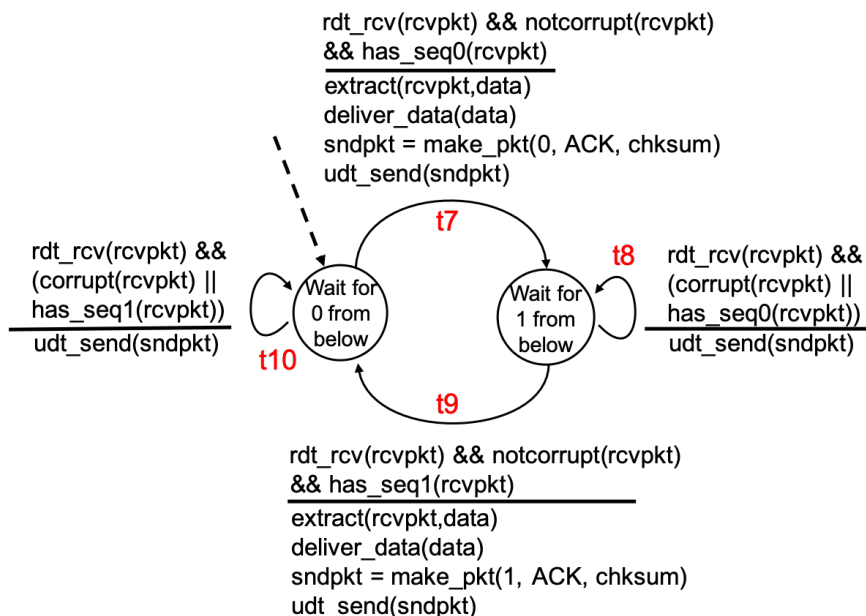 rdt_rcv(rcvpkt) && notcorrupt(rcvpkt)
&& has_seq0(rcvpkt)
extract(rcvpkt,data)
deliver_data(data)
sndpkt = make_pkt(0, ACK, chksum)
udt_send(sndpkt)
t7
rdt_rcv(rcvpkt) &&
(corrupt(rcvpkt) ||
has_seq1(rcvpkt))
udt_send(sndpkt)
t10
Wait for
0 from
below
Wait for
1 from
below
t8
rdt_rcv(rcvpkt) &&
(corrupt(rcvpkt) ||
has_seq0(rcvpkt))
udt_send(sndpkt)
t9
rdt_rcv(rcvpkt) && notcorrupt(rcvpkt)
&& has_seq1(rcvpkt)
extract(rcvpkt,data)
deliver_data(data)
sndpkt = make_pkt(1, ACK, chksum)
udt_send(sndpkt)